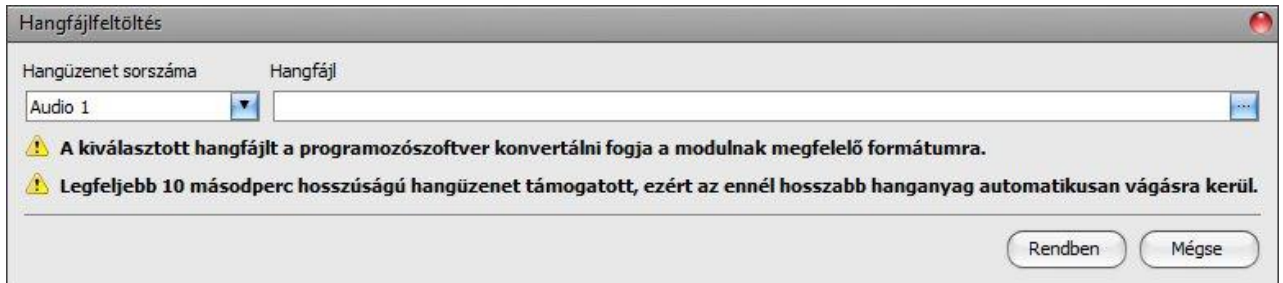 Hangfájlfeltöltés
Hangüzenet sorszáma Hangfájl
Audio 1 ...
A kiválasztott hangfájlt a programozószoftver konvertálni fogja a modulnak megfelelő formátumra.
Legfeljebb 10 másodperc hosszúságú hangüzenet támogatott, ezért az ennél hosszabb hanganyag automatikusan vágásra kerül.
Rendben Mégse